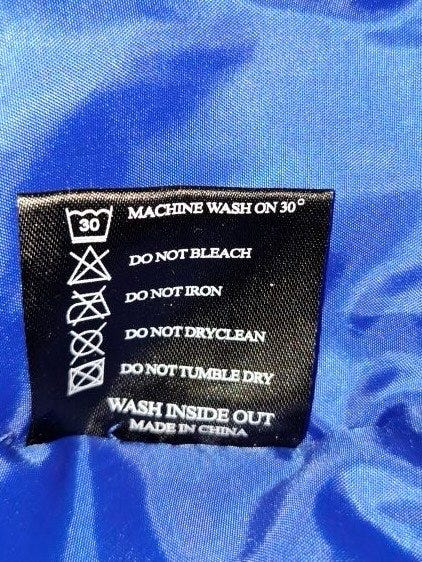 30 MACHINE WASH ON 30°
DO NOT BLEACH
DO NOT IRON
DO NOT DRYCLEAN
DO NOT TUMBLE DRY
WASH INSIDE OUT
MADE IN CHINA